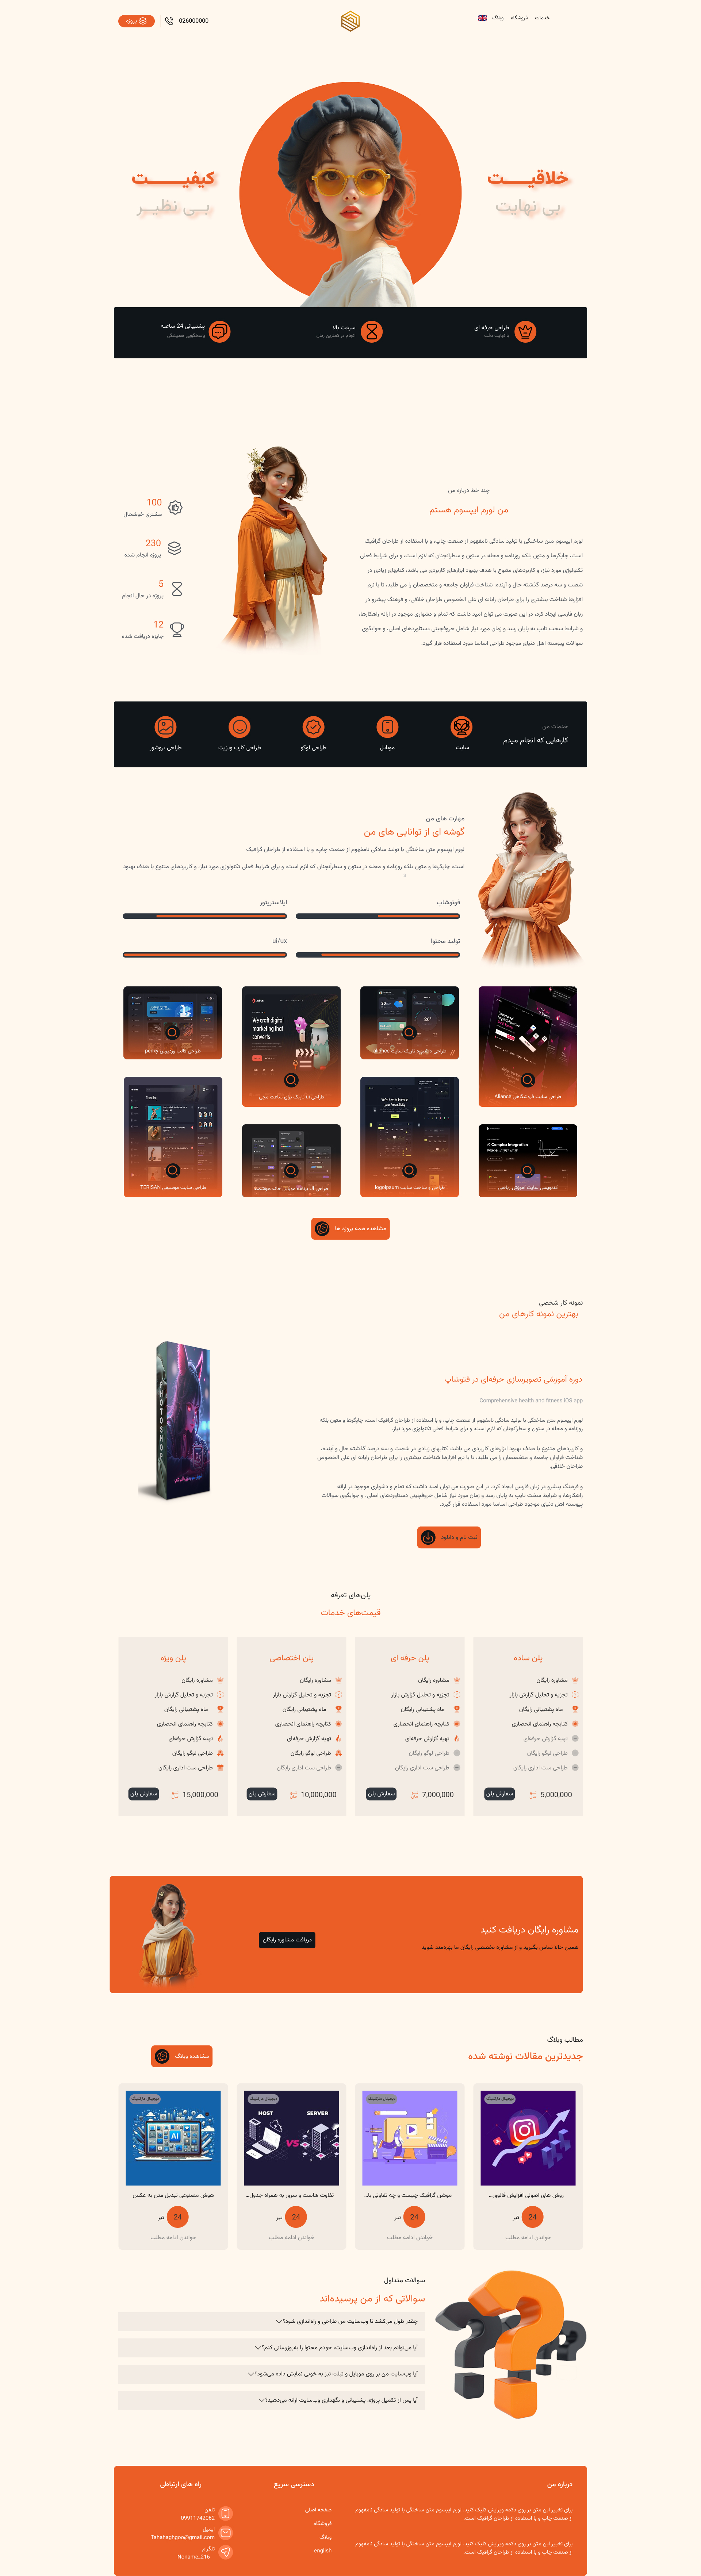 خدمات
فروشگاه
وبلاگ
026000000
پروژه
خلاقیـــت
بی نهایت
کیفیـــــت
بـــی نظیــر
طراحی حرفه ای
با نهایت دقت
سرعت بالا
انجام در کمترین زمان
پشتیبانی 24 ساعته
پاسخگویی همیشگی
چند خط درباره من
من لورم ایپسوم هستم
لورم ایپسوم متن ساختگی با تولید سادگی نامفهوم از صنعت چاپ، و با استفاده از طراحان گرافیک
است، چاپگرها و متون بلکه روزنامه و مجله در ستون و سطرآنچنان که لازم است، و برای شرایط فعلی
تکنولوژی مورد نیاز، و کاربردهای متنوع با هدف بهبود ابزارهای کاربردی می باشد، کتابهای زیادی در
شصت و سه درصد گذشته حال و آینده، شناخت فراوان جامعه و متخصصان را می طلبد، تا با نرم
افزارها شناخت بیشتری را برای طراحان رایانه ای علی الخصوص طراحان خلاقی، و فرهنگ پیشرو در
زبان فارسی ایجاد کرد، در این صورت می توان امید داشت که تمام و دشواری موجود در ارائه راهکارها،
و شرایط سخت تایپ به پایان رسد و زمان مورد نیاز شامل حروفچینی دستاوردهای اصلی، و جوابگوی
سوالات پیوسته اهل دنیای موجود طراحی اساسا مورد استفاده قرار گیرد.
100
مشتری خوشحال
230
پروژه انجام شده
5
پروژه در حال انجام
12
جایزه دریافت شده
خدمات من
کارهایی که انجام میدم
سایت
موبایل
طراحی لوگو
طراحی کارت ویزیت
طراحی بروشور
مهارت های من
گوشه ای از توانایی های من
لورم ایپسوم متن ساختگی با تولید سادگی نامفهوم از صنعت چاپ، و با استفاده از طراحان گرافیک،
است، چاپگرها و متون بلکه روزنامه و مجله در ستون و سطرآنچنان که لازم است، و برای شرایط فعلی تکنولوژی مورد نیاز، و کاربردهای متنوع با هدف بهبود
فوتوشاپ
ایلاستریتور
تولید محتوا
ui/ux
طراحی سایت فروشگاهی Aliance
We craft digital
marketing that
converts
طراحی قالب وردپرس
Trending
طراحی سایت موسیقی TERISAN
کدنویسی سایت آموزش ریاضی
مشاهده همه پروژه ها
نمونه کار شخصی
بهترین نمونه کارهای من
دوره آموزشی تصویرسازی حرفه‌ای در فتوشاپ
Comprehensive health and fitness iOS app
لورم ایپسوم متن ساختگی با تولید سادگی نامفهوم از صنعت چاپ، و با استفاده از طراحان گرافیک است، چاپگرها و متون بلکه
روزنامه و مجله در ستون و سطرآنچنان که لازم است، و برای شرایط فعلی تکنولوژی مورد نیاز.
و کاربردهای متنوع با هدف بهبود ابزارهای کاربردی می باشد، کتابهای زیادی در شصت و سه درصد گذشته حال و آینده،
شناخت فراوان جامعه و متخصصان را می طلبد، تا با نرم افزارها شناخت بیشتری را برای طراحان رایانه ای علی الخصوص
طراحان خلاقی.
و فرهنگ پیشرو در زبان فارسی ایجاد کرد، در این صورت می توان امید داشت که تمام و دشواری موجود در ارائه
راهکارها، و شرایط سخت تایپ به پایان رسد و زمان مورد نیاز شامل حروفچینی دستاوردهای اصلی، و جوابگوی سوالات
پیوسته اهل دنیای موجود طراحی اساسا مورد استفاده قرار گیرد.
PHOTOSHOP
ثبت نام و دانلود
پلن‌های تعرفه
قیمت‌های خدمات
پلن ساده
مشاوره رایگان
تجزیه و تحلیل گزارش بازار
ماه پشتیبانی رایگان
کتابچه راهنمای انحصاری
تهیه گزارش حرفه‌ای
طراحی لوگو رایگان
طراحی ست اداری رایگان
5,000,000
سفارش پلن
پلن حرفه ای
مشاوره رایگان
تجزیه و تحلیل گزارش بازار
ماه پشتیبانی رایگان
کتابچه راهنمای انحصاری
تهیه گزارش حرفه‌ای
طراحی لوگو رایگان
طراحی ست اداری رایگان
7,000,000
سفارش پلن
پلن اختصاصی
مشاوره رایگان
تجزیه و تحلیل گزارش بازار
ماه پشتیبانی رایگان
کتابچه راهنمای انحصاری
تهیه گزارش حرفه‌ای
طراحی لوگو رایگان
طراحی ست اداری رایگان
10,000,000
سفارش پلن
پلن ویژه
مشاوره رایگان
تجزیه و تحلیل گزارش بازار
ماه پشتیبانی رایگان
کتابچه راهنمای انحصاری
تهیه گزارش حرفه‌ای
طراحی لوگو رایگان
طراحی ست اداری رایگان
15,000,000
سفارش پلن
مشاوره رایگان دریافت کنید
همین حالا تماس بگیرید و از مشاوره تخصصی رایگان ما بهره‌مند شوید
دریافت مشاوره رایگان
مطالب وبلاگ
جدیدترین مقالات نوشته شده
مشاهده وبلاگ
دیجیتال مارکتینگ
روش های اصولی افزایش فالوور...
24
تیر
خواندن ادامه مطلب
دیجیتال مارکتینگ
موشن گرافیک چیست و چه تفاوتی با...
24
تیر
خواندن ادامه مطلب
دیجیتال مارکتینگ
HOST
VS
SERVER
تفاوت هاست و سرور به همراه جدول...
24
تیر
خواندن ادامه مطلب
دیجیتال مارکتینگ
AI
هوش مصنوعی تبدیل متن به عکس
24
تیر
خواندن ادامه مطلب
سوالات متداول
سوالاتی که از من پرسیده‌اند
چقدر طول می‌کشد تا وب‌سایت من طراحی و راه‌اندازی شود؟
آیا می‌توانم بعد از راه‌اندازی وب‌سایت، خودم محتوا را به‌روزرسانی کنم؟
آیا وب‌سایت من بر روی موبایل و تبلت نیز به خوبی نمایش داده می‌شود؟
آیا پس از تکمیل پروژه، پشتیبانی و نگهداری وب‌سایت ارائه می‌دهید؟
درباره من
برای تغییر این متن بر روی دکمه ویرایش کلیک کنید. لورم ایپسوم متن ساختگی با تولید سادگی نامفهوم
از صنعت چاپ و با استفاده از طراحان گرافیک است.
برای تغییر این متن بر روی دکمه ویرایش کلیک کنید. لورم ایپسوم متن ساختگی با تولید سادگی نامفهوم
از صنعت چاپ و با استفاده از طراحان گرافیک است.
دسترسی سریع
صفحه اصلی
فروشگاه
وبلاگ
english
راه های ارتباطی
تلفن
09911742062
ایمیل
Tahahaghgoo@gmail.com
تلگرام
Noname_216